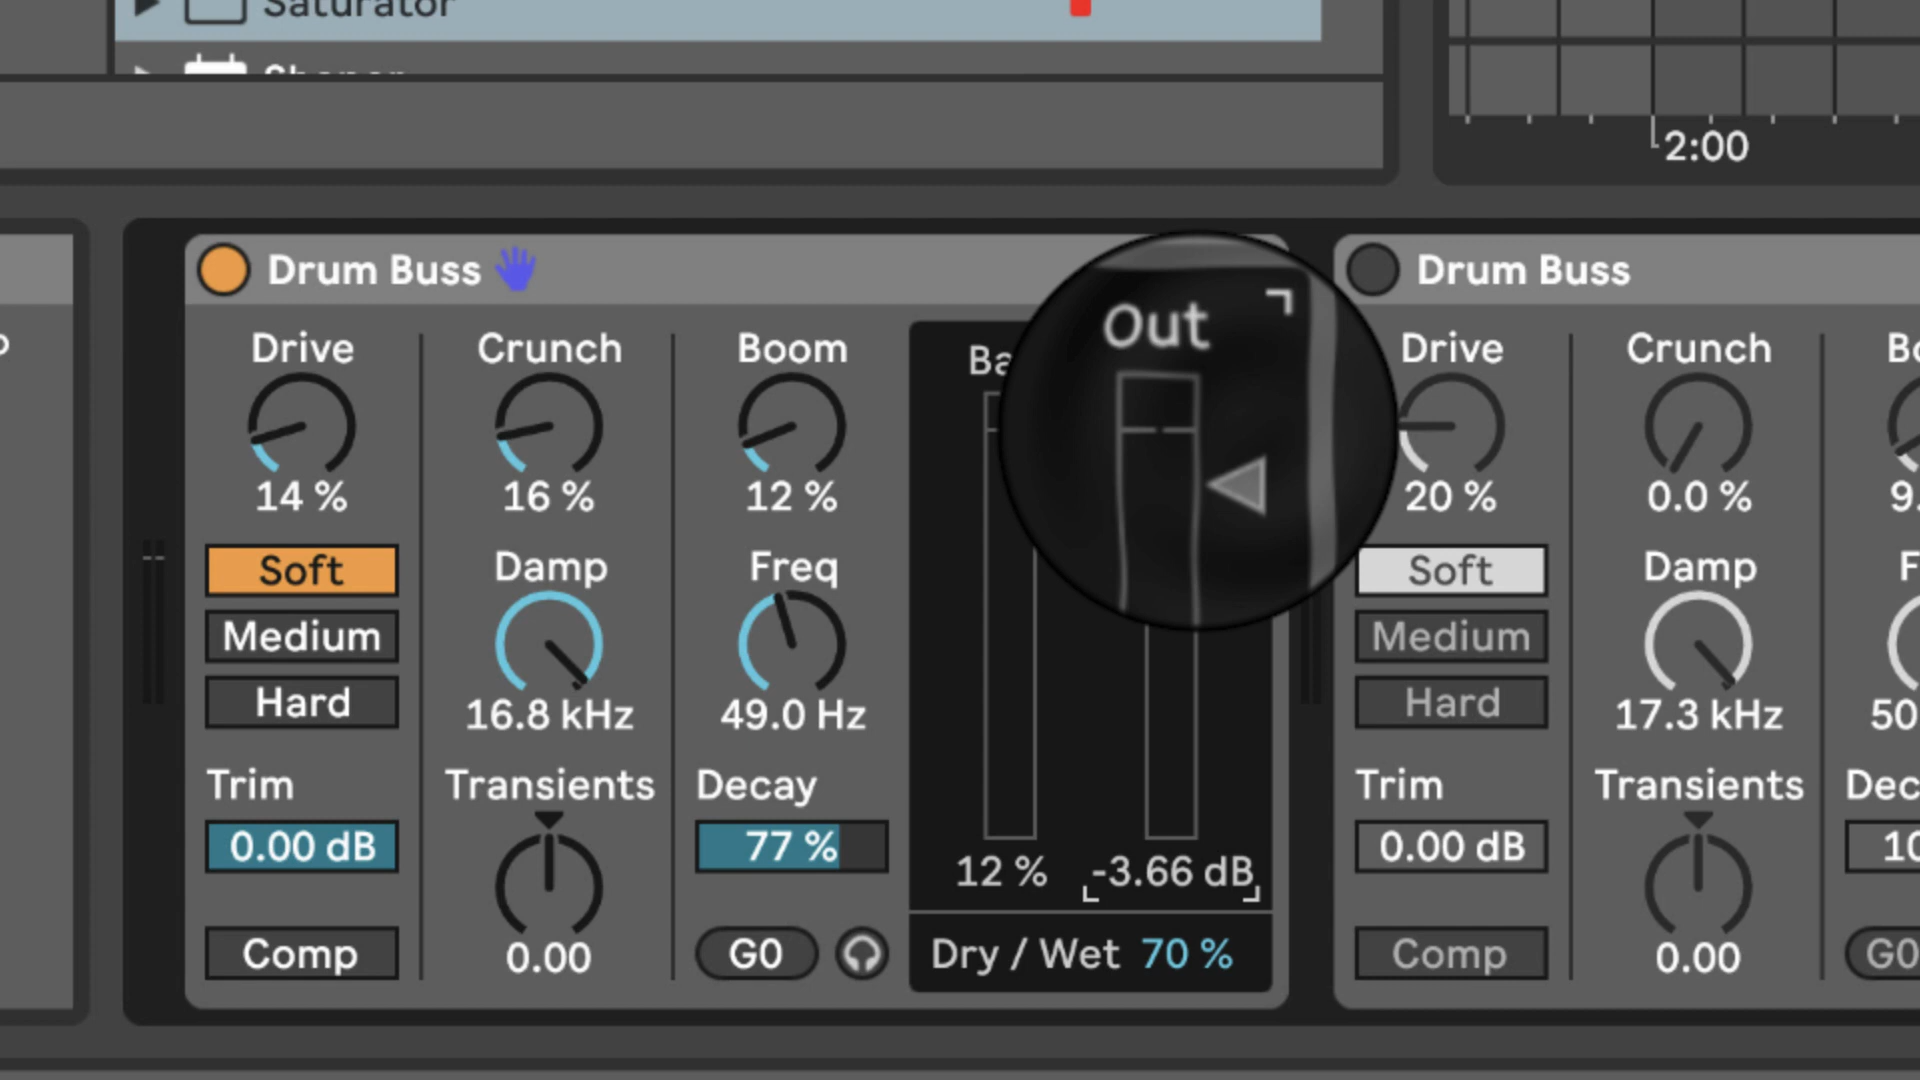 Saturator
2:00
Drum Buss
Drive
14 %
Soft
Medium
Hard
Trim
0.00 dB
Comp
Crunch
16 %
Damp
16.8 kHz
Transients
0.00
Boom
12 %
Freq
49.0 Hz
Decay
77 %
G0
Out
12 %
-3.66 dB
Dry / Wet 70 %
Drum Buss
Drive
20 %
Soft
Medium
Hard
Trim
0.00 dB
Comp
Crunch
0.0 %
Damp
17.3 kHz
Transients
0.00
G0